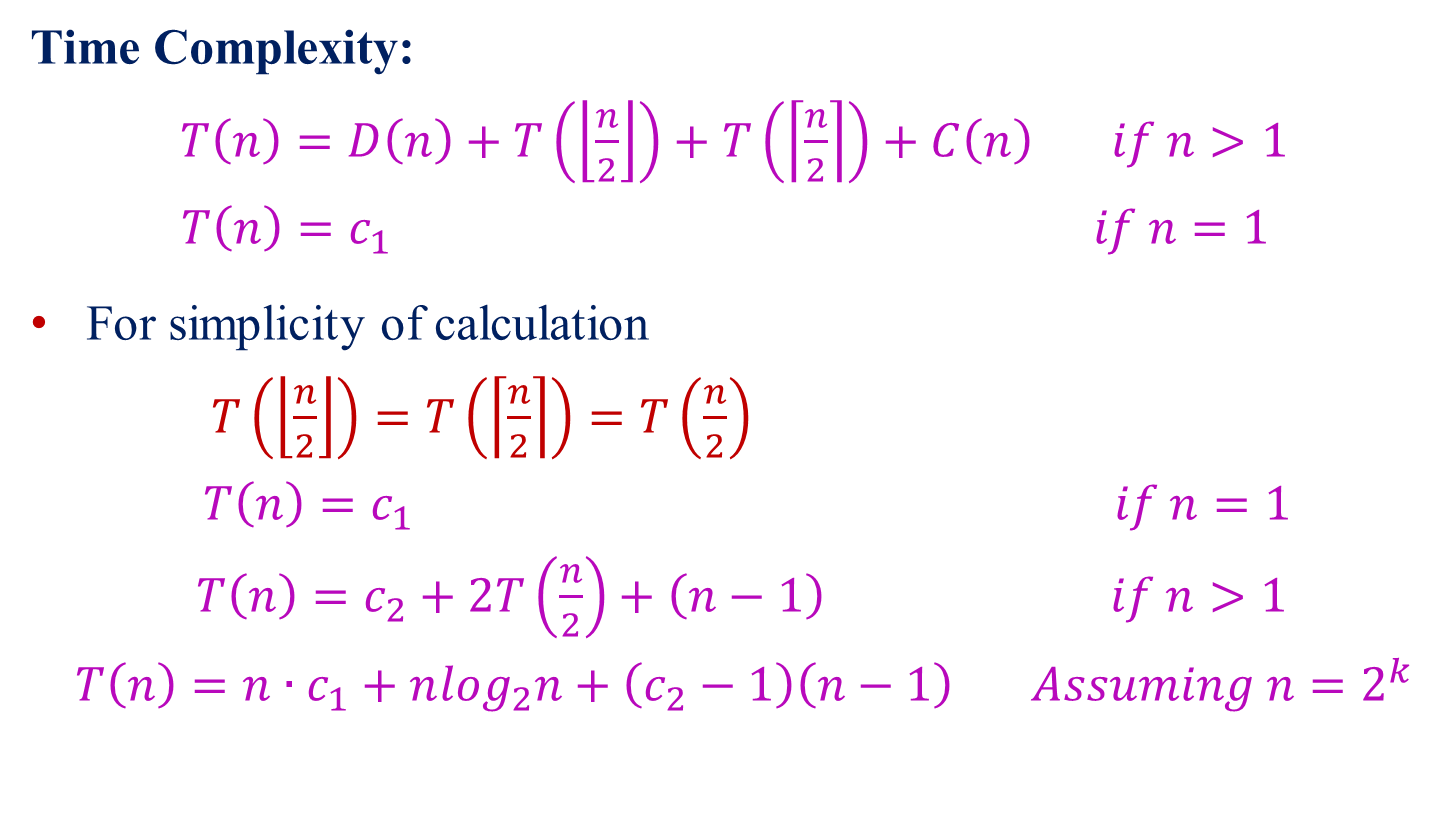 Time Complexity:
T(n) = D(n) + T(⌊n/2⌋) + T(⌈n/2⌉) + C(n) if n > 1
T(n) = c₁ if n = 1
• For simplicity of calculation
T(⌊n/2⌋) = T(⌈n/2⌉) = T(n/2)
T(n) = c₁ if n = 1
T(n) = c₂ + 2T(n/2) + (n − 1) if n > 1
T(n) = n · c₁ + nlog₂n + (c₂ − 1)(n − 1) Assuming n = 2ᵏ